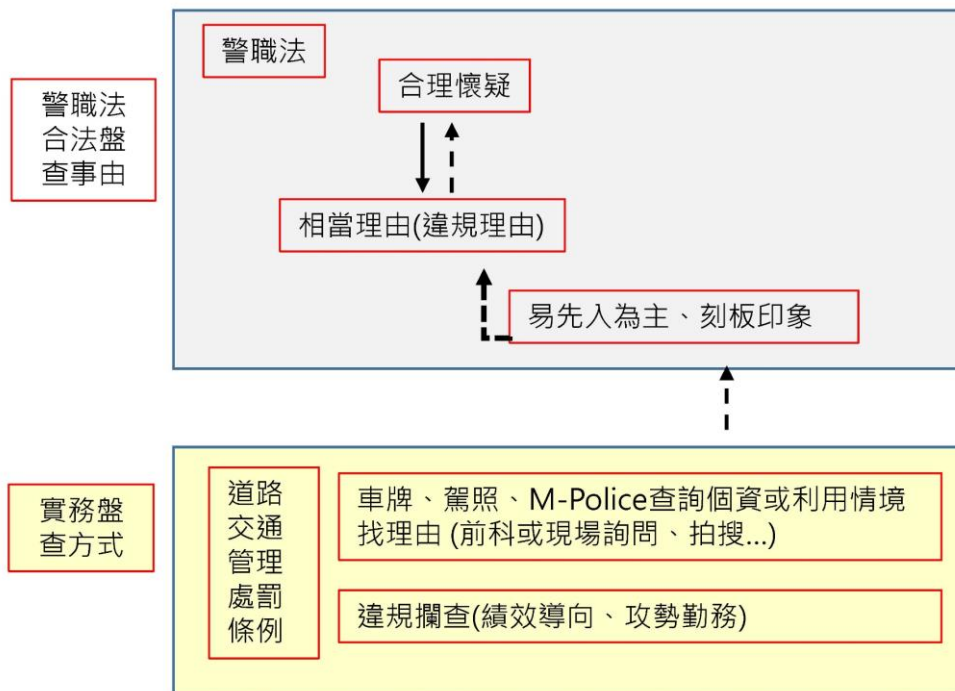 警職法
合法盤
查事由
警職法
合理懷疑
相當理由(違規理由)
易先入為主、刻板印象
實務盤
查方式
道路
交通
管理
處罰
條例
車牌、駕照、M-Police查詢個資或利用情境
找理由 (前科或現場詢問、拍搜...)
違規攔查(績效導向、攻勢勤務)